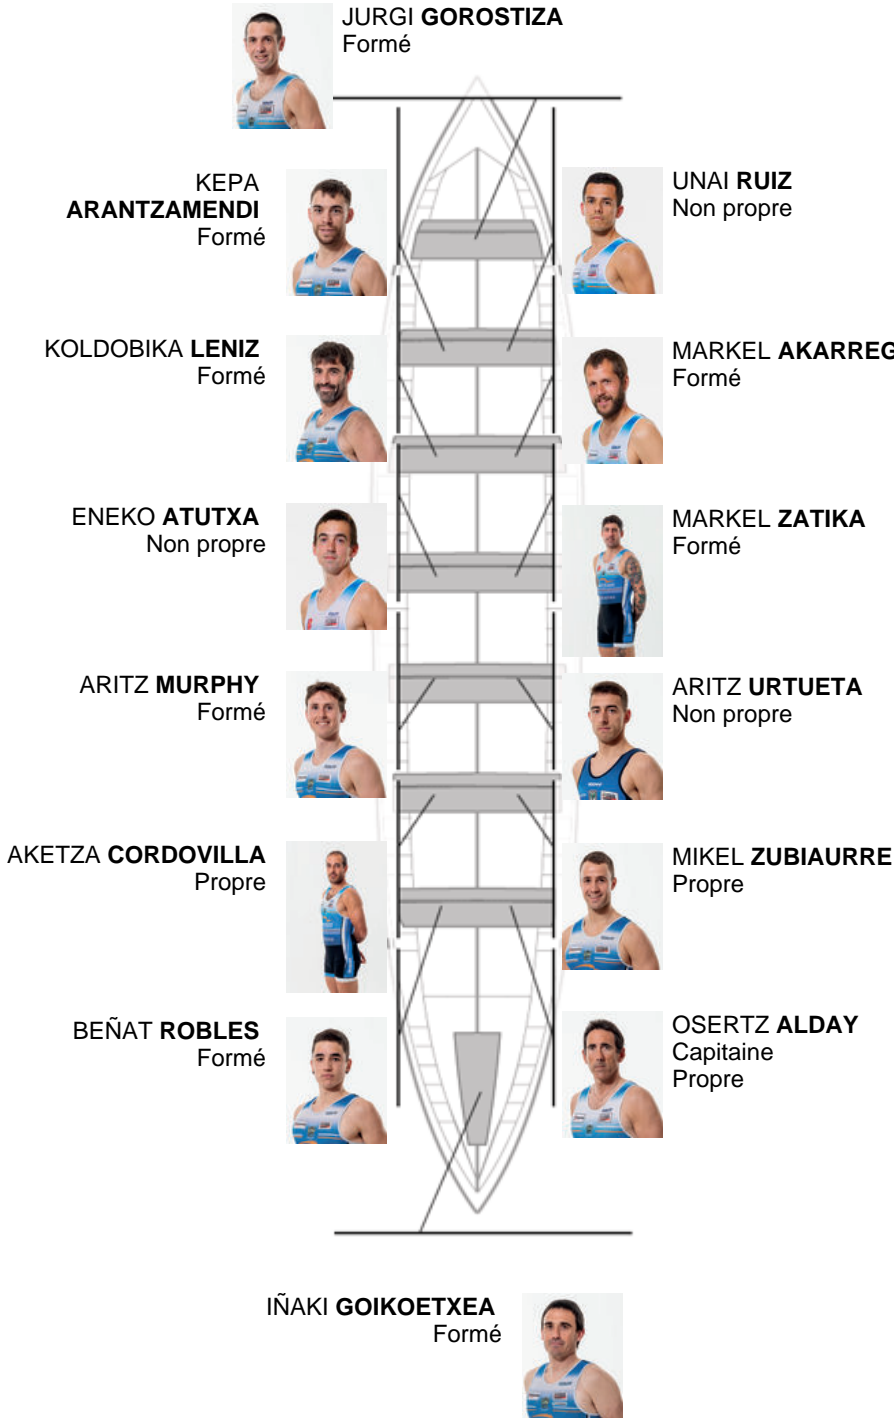 JURGI GOROSTIZA
Formé
KEPA
ARANTZAMENDI
Formé
UNAI RUIZ
Non propre
KOLDOBIKA LENIZ
Formé
MARKEL AKARREG
Formé
ENEKO ATUTXA
Non propre
MARKEL ZATIKA
Formé
ARITZ MURPHY
Formé
ARITZ URTUETA
Non propre
AKETZA CORDOVILLA
Propre
MIKEL ZUBIAURRE
Propre
BEÑAT ROBLES
Formé
OSERTZ ALDAY
Capitaine
Propre
IÑAKI GOIKOETXEA
Formé